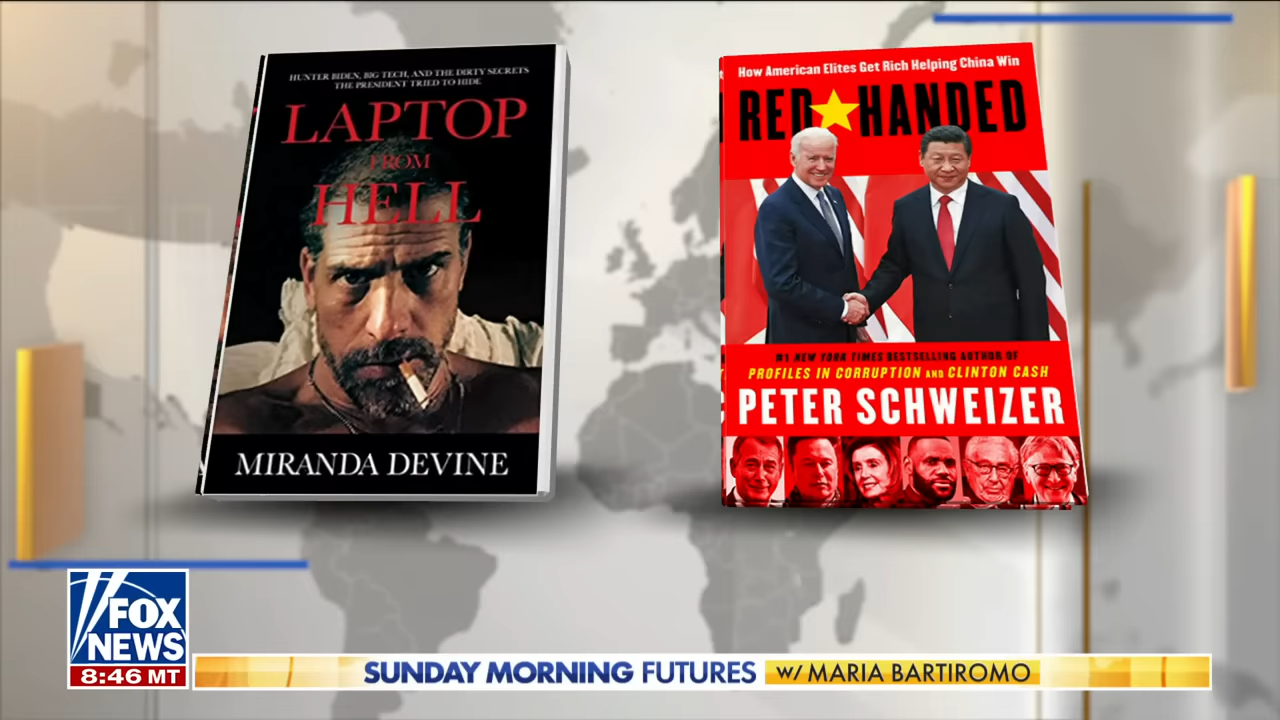 HUNTER BIDEN, BIG TECH, AND THE DIRTY SECRETS
THE PRESIDENT TRIED TO HIDE
LAPTOP
FROM
HELL
MIRANDA DEVINE
How American Elites Get Rich Helping China Win
RED HANDED
#1 NEW YORK TIMES BESTSELLING AUTHOR OF
PROFILES IN CORRUPTION AND CLINTON CASH
PETER SCHWEIZER
FOX
NEWS
8:46 MT
SUNDAY MORNING FUTURES W/ MARIA BARTIROMO